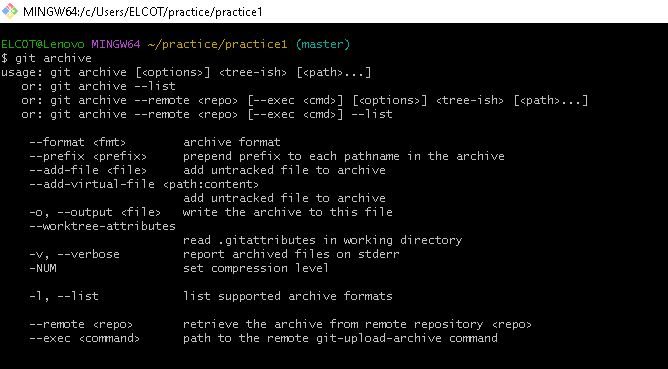 MINGW64:/c/Users/ELCOT/practice/practice1
ELCOT@Lenovo MINGW64 ~/practice/practice1 (master)
$ git archive
usage: git archive [<options>] <tree-ish> [<path>...]
   or: git archive --list
   or: git archive --remote <repo> [--exec <cmd>] [<options>] <tree-ish> [<path>...]
   or: git archive --remote <repo> [--exec <cmd>] --list
    --format <fmt>        archive format
    --prefix <prefix>     prepend prefix to each pathname in the archive
    --add-file <file>     add untracked file to archive
    --add-virtual-file <path:content>
                          add untracked file to archive
    -o, --output <file>   write the archive to this file
    --worktree-attributes
                          read .gitattributes in working directory
    -v, --verbose         report archived files on stderr
    -NUM                  set compression level
    -l, --list            list supported archive formats
    --remote <repo>       retrieve the archive from remote repository <repo>
    --exec <command>      path to the remote git-upload-archive command